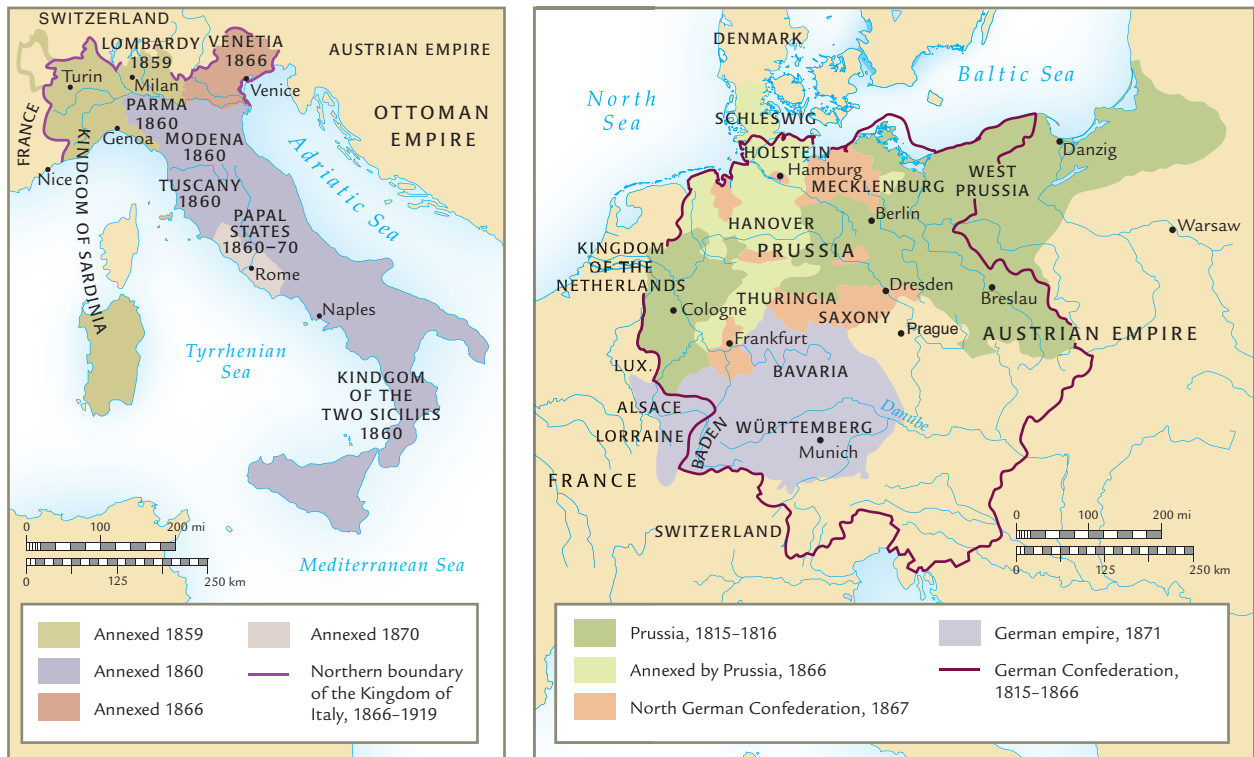 SWITZERLAND
LOMBARDY
1859
VENETIA
1866
AUSTRIAN EMPIRE
Turin
Milan
Venice
OTTOMAN
EMPIRE
PARMA
1860
FRANCE
Genoa
MODENA
1860
Nice
KINDGOM OF SARDINIA
Adriatic Sea
TUSCANY
1860
PAPAL
STATES
1860–70
Rome
Naples
Tyrrhenian
Sea
KINDGOM
OF THE
TWO SICILIES
1860
Mediterranean Sea
0 100 200 mi
0 125 250 km
Annexed 1859
Annexed 1860
Annexed 1866
Annexed 1870
Northern boundary
of the Kingdom of
Italy, 1866–1919
DENMARK
Baltic Sea
North
Sea
SCHLESWIG
HOLSTEIN
Hamburg
MECKLENBURG
WEST
PRUSSIA
Danzig
Berlin
Warsaw
HANOVER
PRUSSIA
KINGDOM
OF THE
NETHERLANDS
Dresden
Breslau
THURINGIA
Cologne
SAXONY
Prague
AUSTRIAN EMPIRE
Frankfurt
LUX.
BAVARIA
ALSACE
Danube
LORRAINE
BADEN
WÜRTTEMBERG
Munich
FRANCE
SWITZERLAND
0 100 200 mi
0 125 250 km
Prussia, 1815–1816
Annexed by Prussia, 1866
North German Confederation, 1867
German empire, 1871
German Confederation,
1815–1866